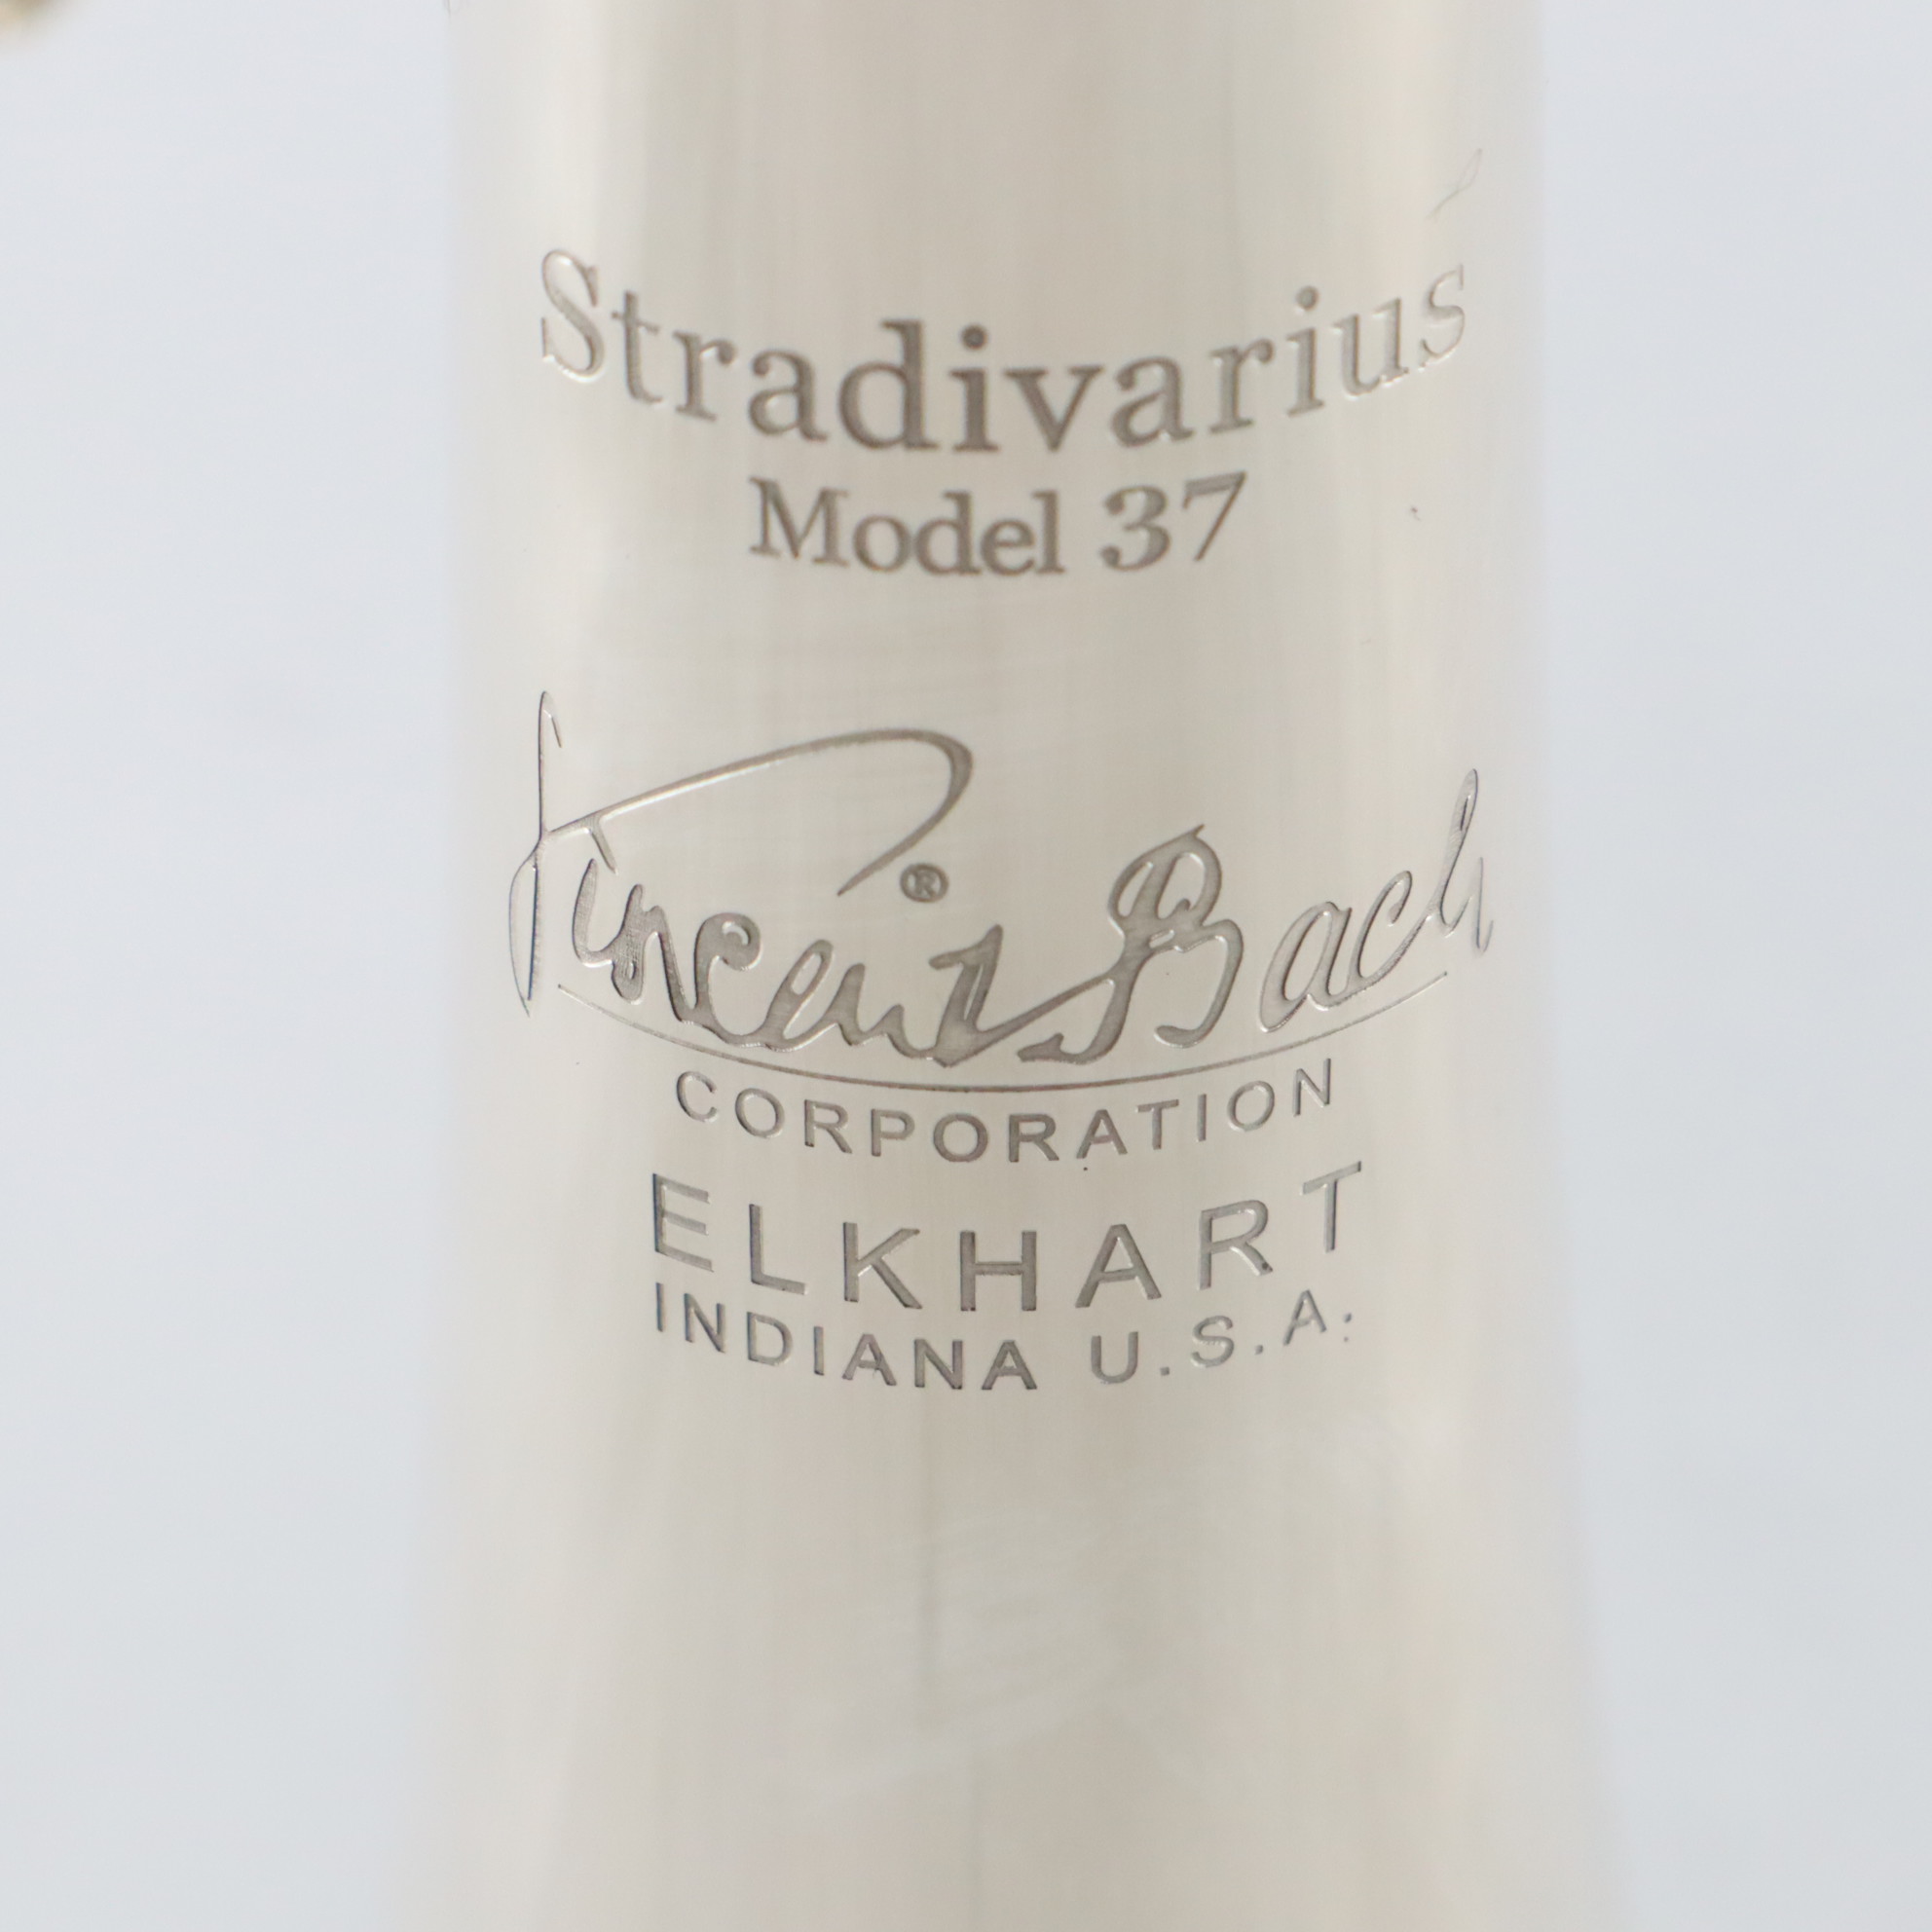 Stradivarius
Model 37
Vincent Bach ®
CORPORATION
ELKHART
INDIANA U.S.A.